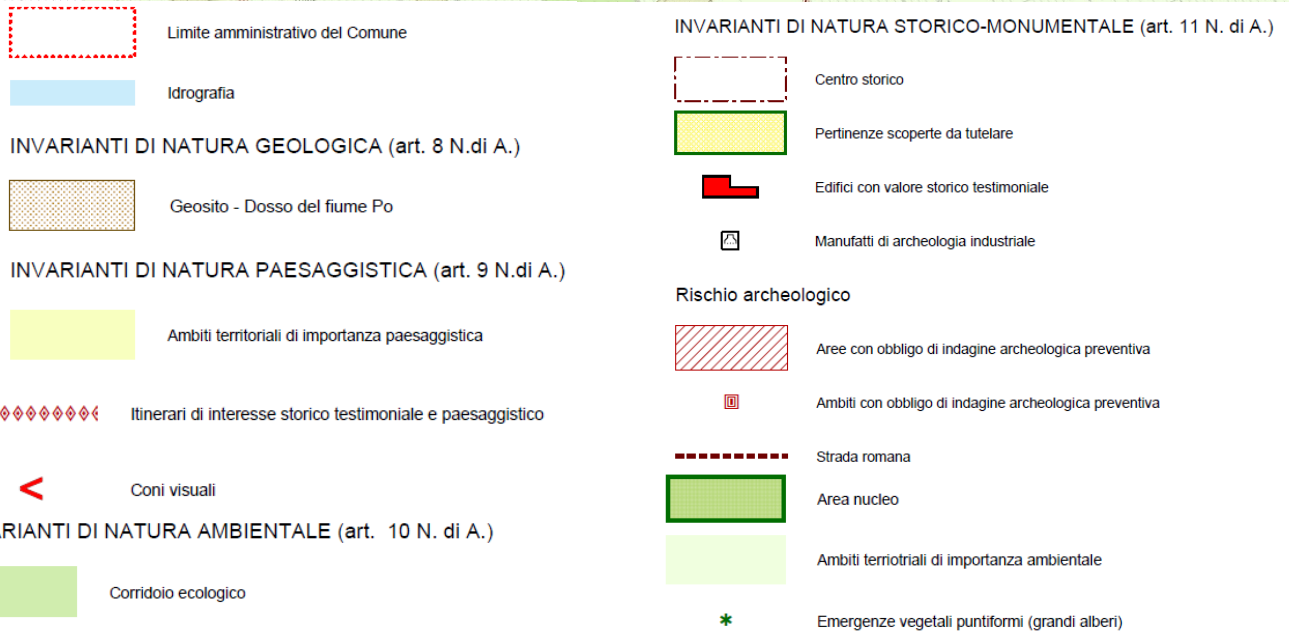 Limite amministrativo del Comune
Idrografia
INVARIANTI DI NATURA GEOLOGICA (art. 8 N.di A.)
Geosito - Dosso del fiume Po
INVARIANTI DI NATURA PAESAGGISTICA (art. 9 N.di A.)
Ambiti territoriali di importanza paesaggistica
Itinerari di interesse storico testimoniale e paesaggistico
Coni visuali
ARIANTI DI NATURA AMBIENTALE (art. 10 N. di A.)
Corridoio ecologico
INVARIANTI DI NATURA STORICO-MONUMENTALE (art. 11 N. di A.)
Centro storico
Pertinenze scoperte da tutelare
Edifici con valore storico testimoniale
Manufatti di archeologia industriale
Rischio archeologico
Aree con obbligo di indagine archeologica preventiva
Ambiti con obbligo di indagine archeologica preventiva
Strada romana
Area nucleo
Ambiti terriotriali di importanza ambientale
Emergenze vegetali puntiformi (grandi alberi)